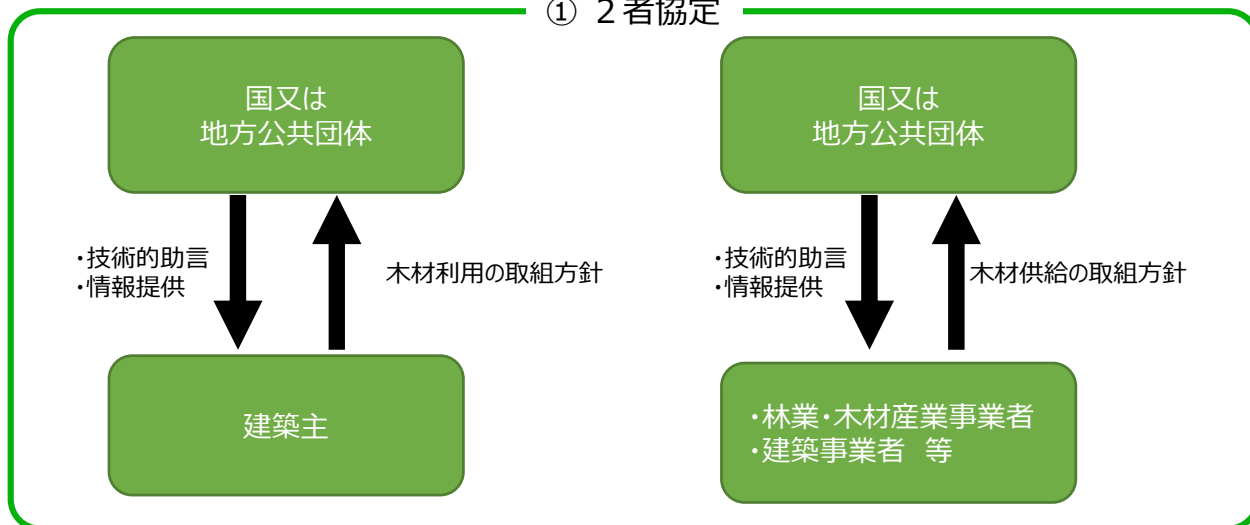 ① ２者協定
国又は
地方公共団体
・技術的助言
・情報提供
木材利用の取組方針
建築主
国又は
地方公共団体
・技術的助言
・情報提供
木材供給の取組方針
・林業・木材産業事業者
・建築事業者　等